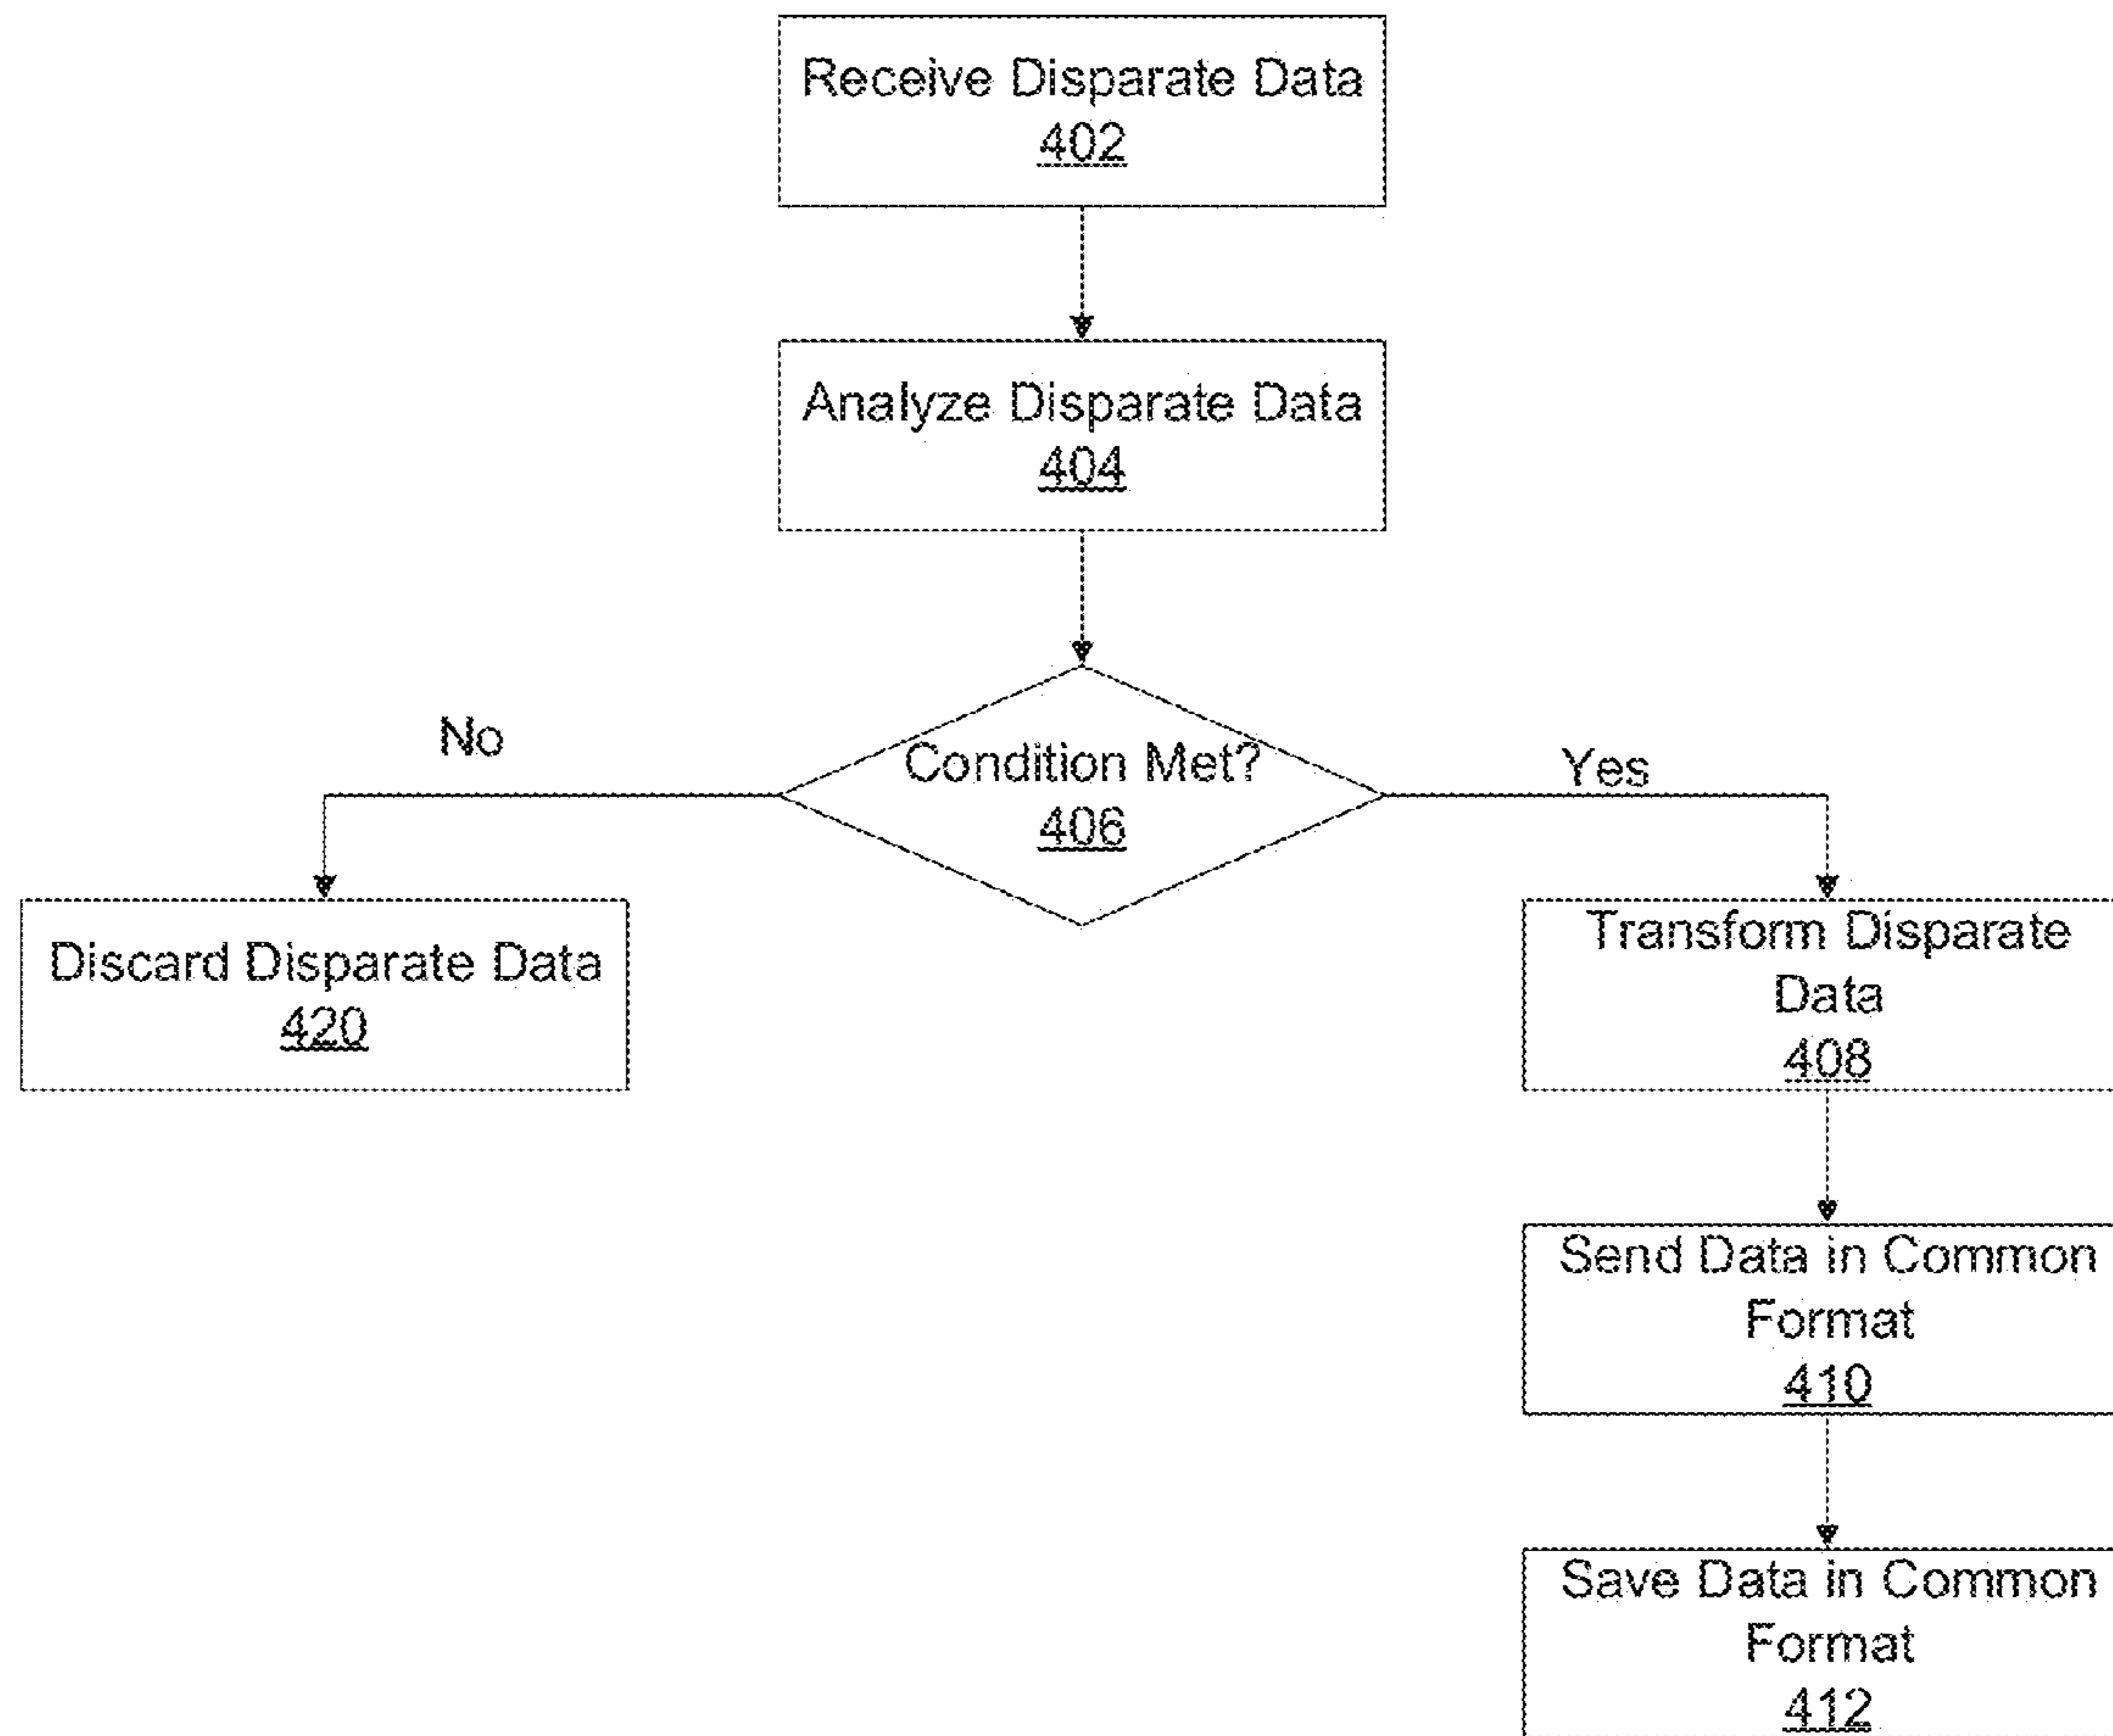 Receive Disparate Data
402
Analyze Disparate Data
404
Condition Met?
406
No
Yes
Discard Disparate Data
420
Transform Disparate
Data
408
Send Data in Common
Format
410
Save Data in Common
Format
412